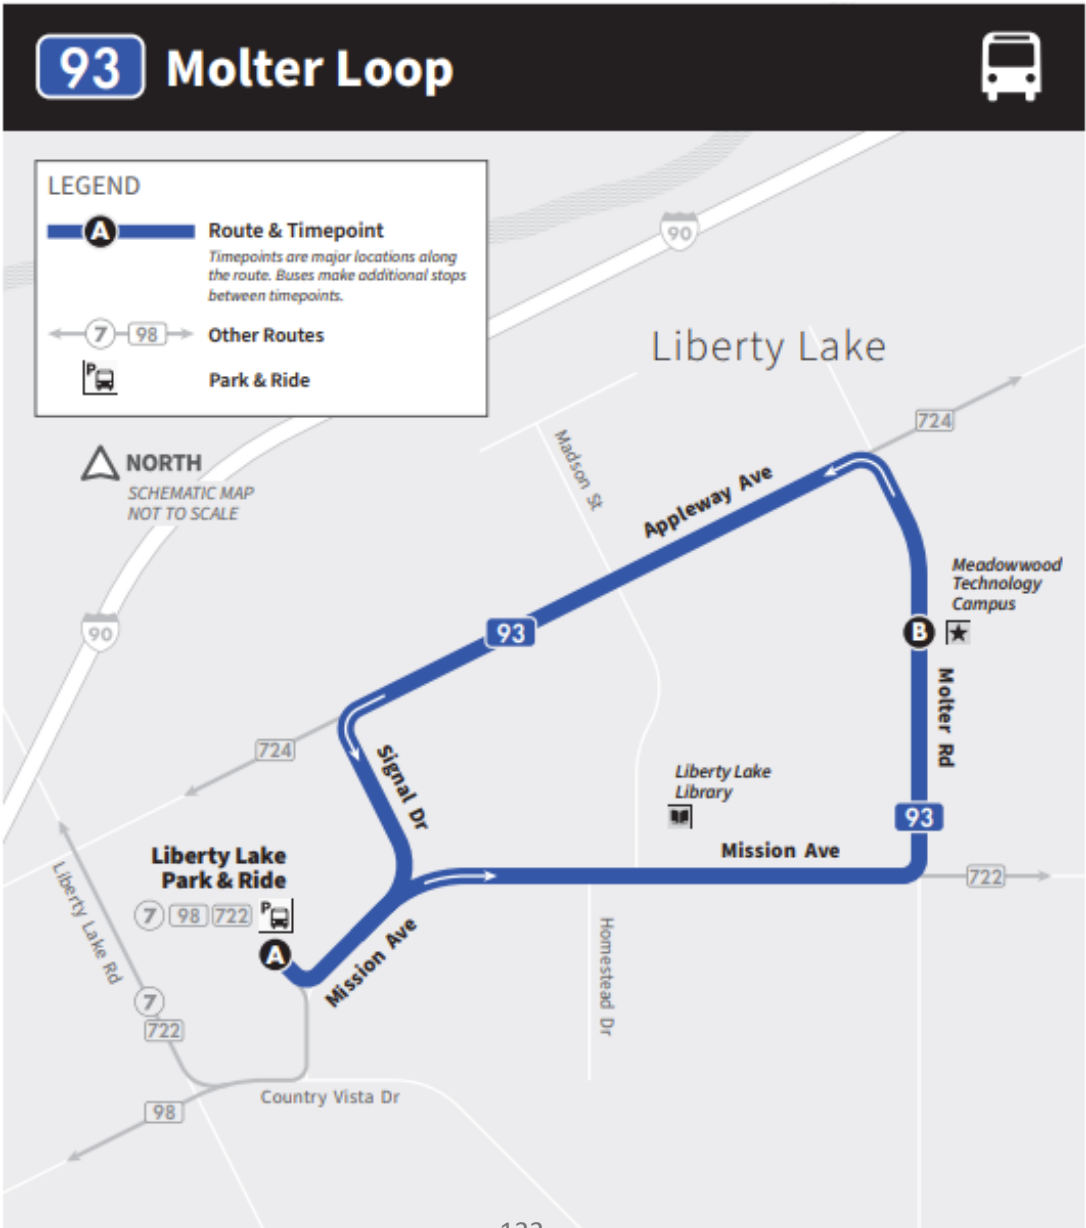 93 Molter Loop
LEGEND
A
Route & Timepoint
Timepoints are major locations along
the route. Buses make additional stops
between timepoints.
7 98
Other Routes
P
Park & Ride
NORTH
SCHEMATIC MAP
NOT TO SCALE
90
Liberty Lake
724
Madson St
Appleway Ave
Meadowwood
Technology
Campus
90
93
B
Molter Rd
724
Signal Dr
Liberty Lake
Library
93
Mission Ave
722
Liberty Lake
Park & Ride
7 98 722 P
A
Mission Ave
Liberty Lake Rd
Homestead Dr
7
722
Country Vista Dr
98